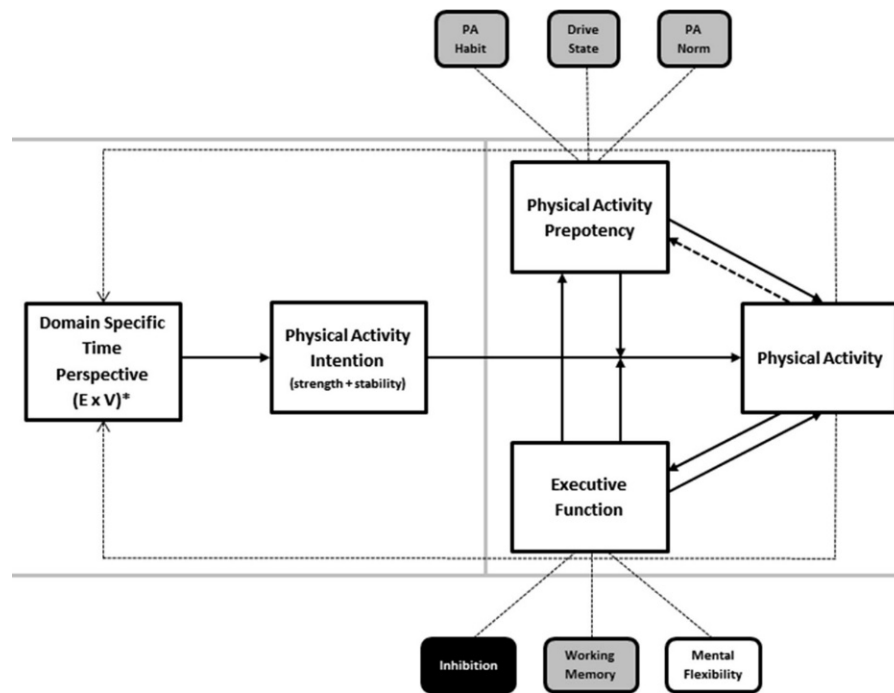 PA
Habit
Drive
State
PA
Norm
Physical Activity
Prepotency
Domain Specific
Time
Perspective
(E x V)*
Physical Activity
Intention
(strength + stability)
Physical Activity
Executive
Function
Inhibition
Working
Memory
Mental
Flexibility